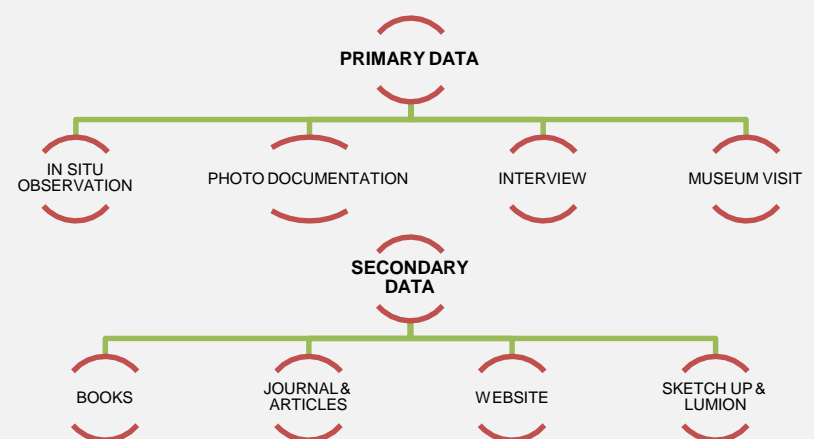 PRIMARY DATA
IN SITU
OBSERVATION
PHOTO DOCUMENTATION
INTERVIEW
MUSEUM VISIT
SECONDARY
DATA
BOOKS
JOURNAL &
ARTICLES
WEBSITE
SKETCH UP &
LUMION